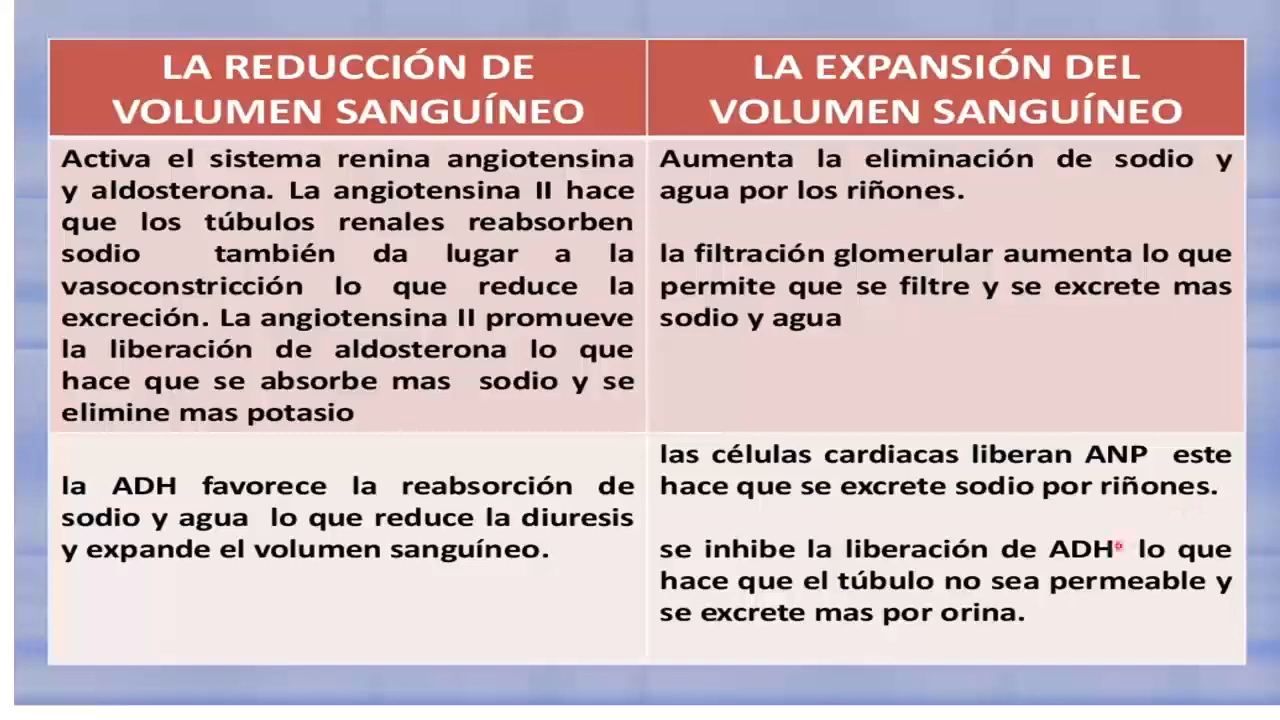 LA REDUCCIÓN DE
VOLUMEN SANGUÍNEO
Activa el sistema renina angiotensina
y aldosterona. La angiotensina II hace
que los túbulos renales reabsorben
sodio también da lugar a la
vasoconstricción lo que reduce la
excreción. La angiotensina II promueve
la liberación de aldosterona lo que
hace que se absorbe mas sodio y se
elimine mas potasio
la ADH favorece la reabsorción de
sodio y agua lo que reduce la diuresis
y expande el volumen sanguíneo.
LA EXPANSIÓN DEL
VOLUMEN SANGUÍNEO
Aumenta la eliminación de sodio y
agua por los riñones.
la filtración glomerular aumenta lo que
permite que se filtre y se excrete mas
sodio y agua
las células cardiacas liberan ANP este
hace que se excrete sodio por riñones.
se inhibe la liberación de ADH lo que
hace que el túbulo no sea permeable y
se excrete mas por orina.